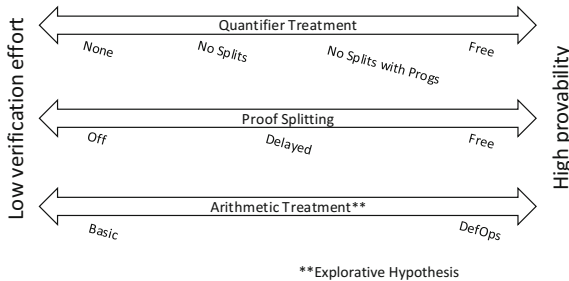 Low verification effort
High provability
Quantifier Treatment
None
No Splits
No Splits with Progs
Free
Proof Splitting
Off
Delayed
Free
Arithmetic Treatment**
Basic
DefOps
**Explorative Hypothesis